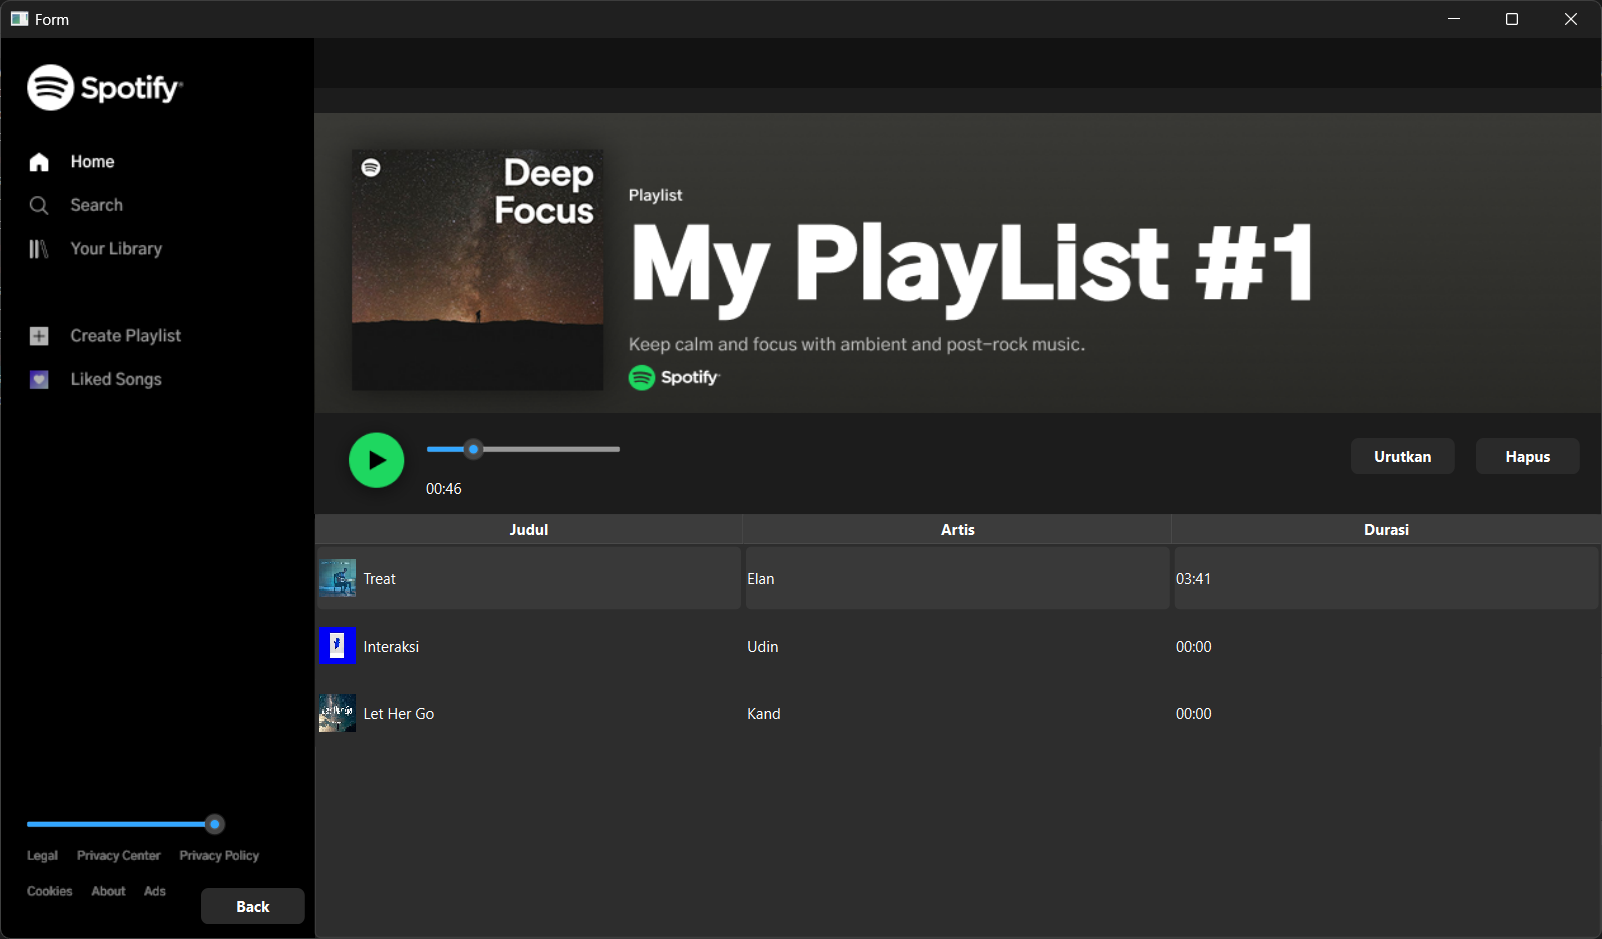 Form
Spotify
Home
Search
Your Library
Create Playlist
Liked Songs
Legal Privacy Center Privacy Policy
Cookies About Ads
Back
Deep
Focus
Playlist
My PlayList #1
Keep calm and focus with ambient and post-rock music.
Spotify
00:46
Urutkan Hapus
Judul Artis Durasi
Treat Elan 03:41
Interaksi Udin 00:00
Let Her Go Kand 00:00